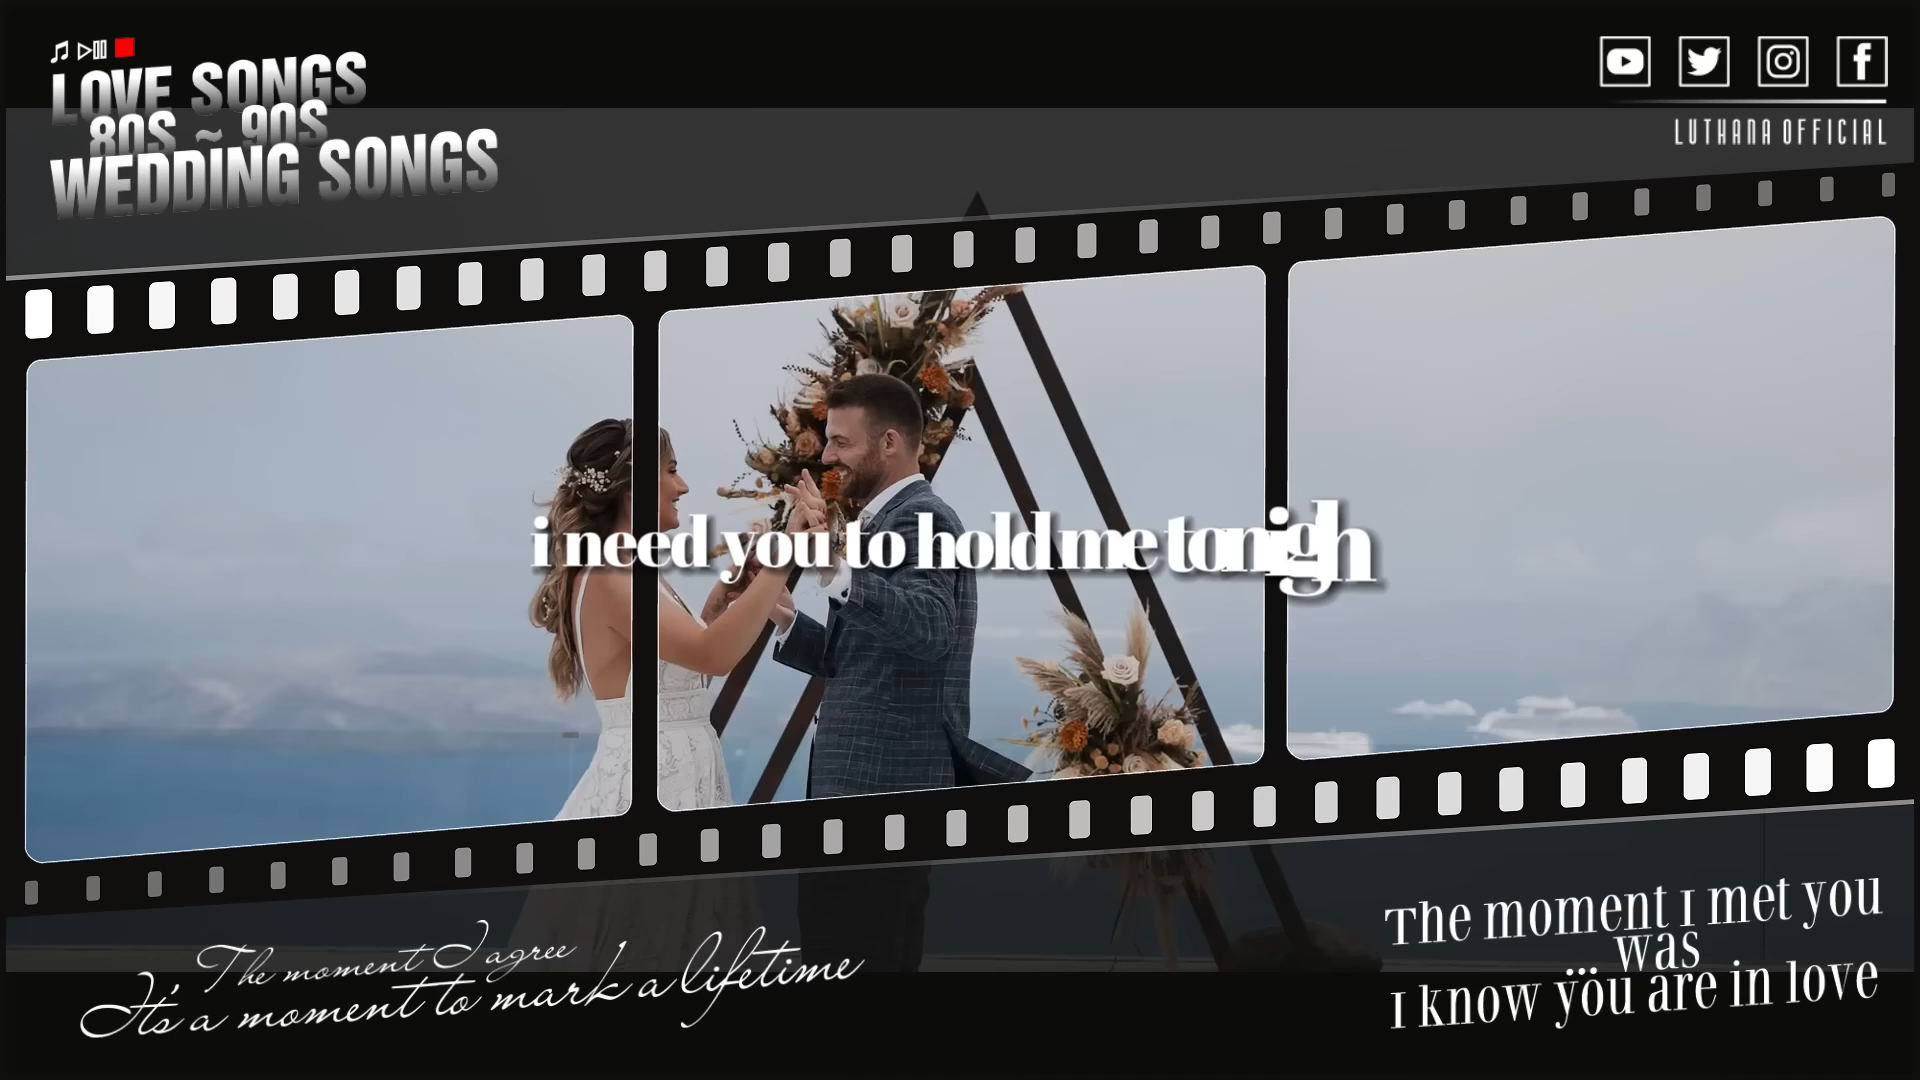 LOVE SONGS
80S ~ 90S
WEDDING SONGS
LUTHANA OFFICIAL
i need you to hold me tonigh
The moment I agree
It's a moment to mark a lifetime
The moment I met you
was
I know you are in love